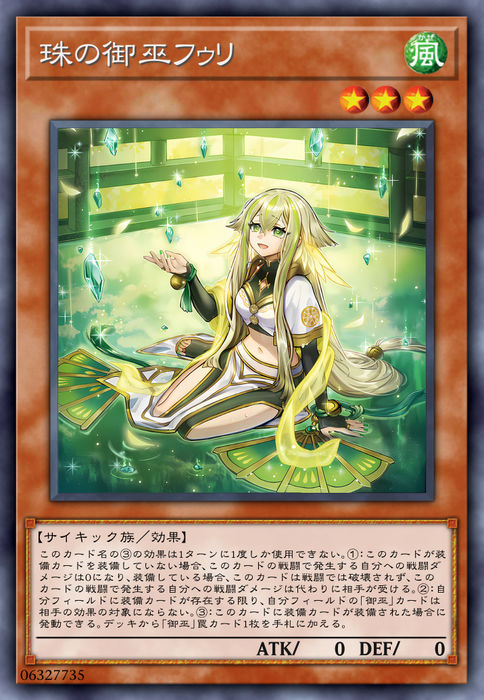 珠の御巫フゥリ
かぜ
風
【サイキック族／効果】
このカード名の③の効果は1ターンに1度しか使用できない。①：このカードが装
備カードを装備していない場合、このカードの戦闘で発生する自分への戦闘ダ
メージは0になり、装備している場合、このカードは戦闘では破壊されず、この
カードの戦闘で発生する自分への戦闘ダメージは代わりに相手が受ける。②：自
分フィールドに装備カードが存在する限り、自分フィールドの「御巫」カードは
相手の効果の対象にならない。③：このカードに装備カードが装備された場合に
発動できる。デッキから「御巫」罠カード1枚を手札に加える。
ATK/ 0 DEF/ 0
06327735